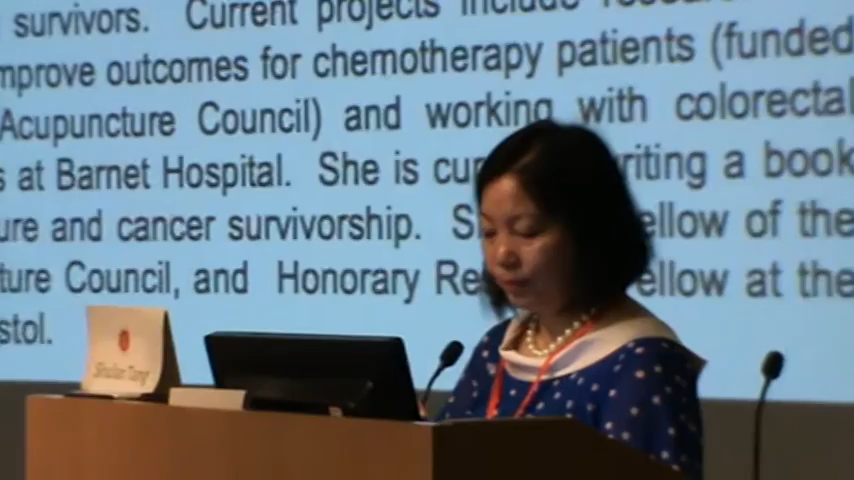 survivors. Current projects include
mprove outcomes for chemotherapy patients (funded
Acupuncture Council) and working with colorectal
s at Barnet Hospital. She is cu writing a book
ure and cancer survivorship. S ellow of the
ture Council, and Honorary Re ellow at the
stol.